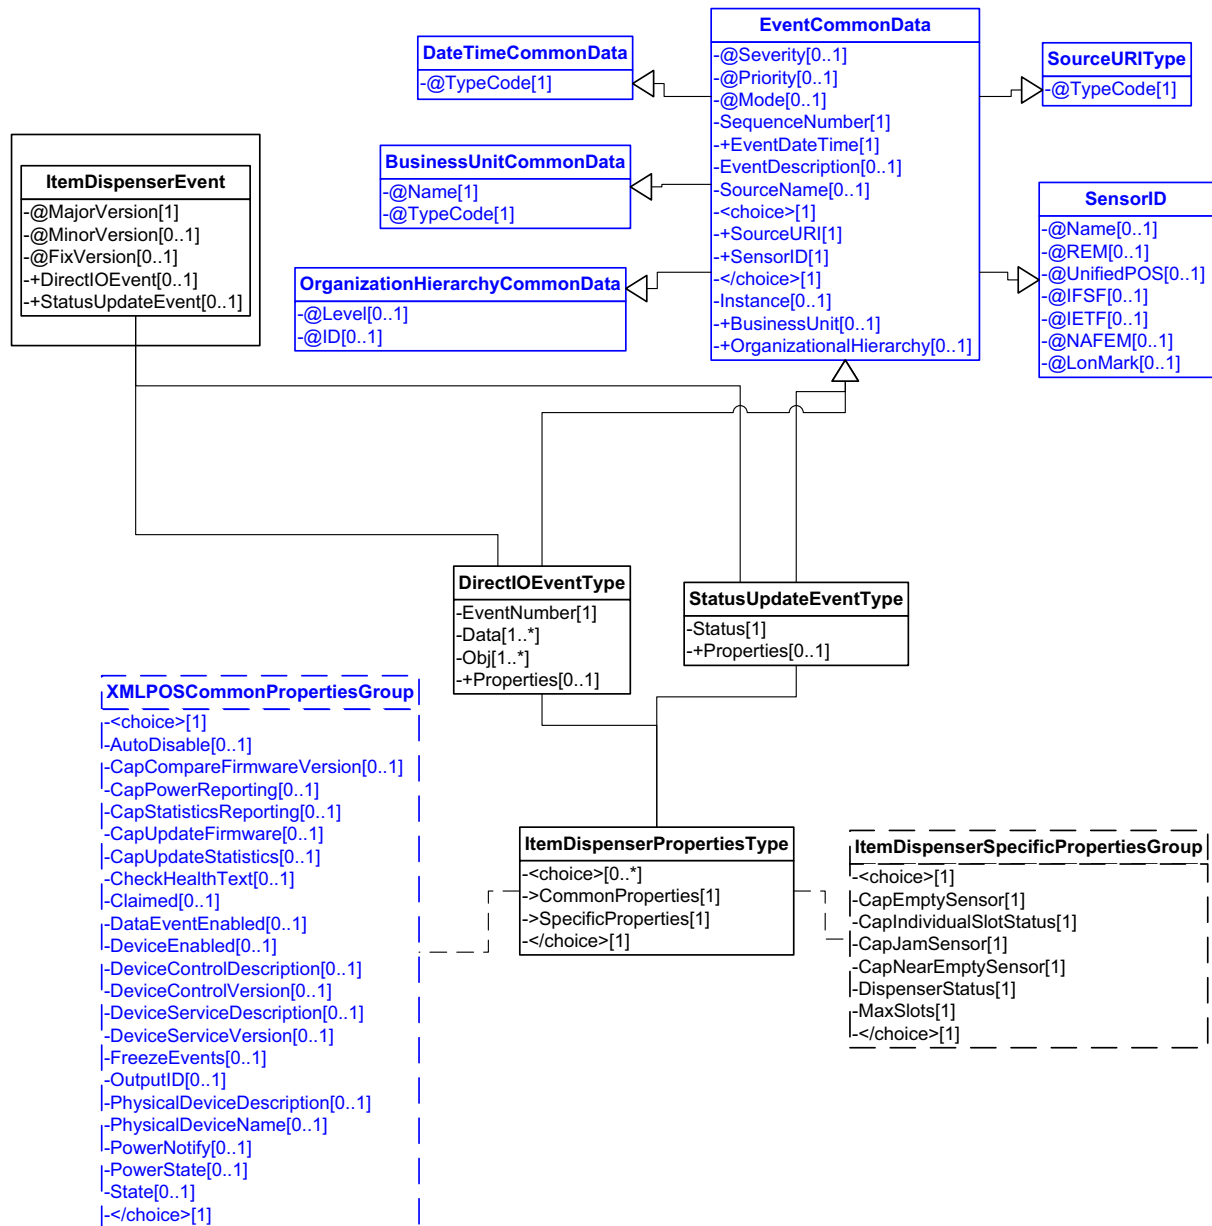 EventCommonData
-@Severity[0..1]
-@Priority[0..1]
-@Mode[0..1]
-SequenceNumber[1]
-+EventDateTime[1]
-EventDescription[0..1]
-SourceName[0..1]
-<choice>[1]
-+SourceURI[1]
-+SensorID[1]
-</choice>[1]
-Instance[0..1]
-+BusinessUnit[0..1]
-+OrganizationalHierarchy[0..1]
DateTimeCommonData
-@TypeCode[1]
SourceURIType
-@TypeCode[1]
BusinessUnitCommonData
-@Name[1]
-@TypeCode[1]
ItemDispenserEvent
-@MajorVersion[1]
-@MinorVersion[0..1]
-@FixVersion[0..1]
-+DirectIOEvent[0..1]
-+StatusUpdateEvent[0..1]
SensorID
-@Name[0..1]
-@REM[0..1]
-@UnifiedPOS[0..1]
-@IFSF[0..1]
-@IETF[0..1]
-@NAFEM[0..1]
-@LonMark[0..1]
OrganizationHierarchyCommonData
-@Level[0..1]
-@ID[0..1]
DirectIOEventType
-EventNumber[1]
-Data[1..*]
-Obj[1..*]
-+Properties[0..1]
StatusUpdateEventType
-Status[1]
-+Properties[0..1]
XMLPOSCommonPropertiesGroup
-<choice>[1]
-AutoDisable[0..1]
-CapCompareFirmwareVersion[0..1]
-CapPowerReporting[0..1]
-CapStatisticsReporting[0..1]
-CapUpdateFirmware[0..1]
-CapUpdateStatistics[0..1]
-CheckHealthText[0..1]
-Claimed[0..1]
-DataEventEnabled[0..1]
-DeviceEnabled[0..1]
-DeviceControlDescription[0..1]
-DeviceControlVersion[0..1]
-DeviceServiceDescription[0..1]
-DeviceServiceVersion[0..1]
-FreezeEvents[0..1]
-OutputID[0..1]
-PhysicalDeviceDescription[0..1]
-PhysicalDeviceName[0..1]
-PowerNotify[0..1]
-PowerState[0..1]
-State[0..1]
-</choice>[1]
ItemDispenserPropertiesType
-<choice>[0..*]
->CommonProperties[1]
->SpecificProperties[1]
-</choice>[1]
ItemDispenserSpecificPropertiesGroup
-<choice>[1]
-CapEmptySensor[1]
-CapIndividualSlotStatus[1]
-CapJamSensor[1]
-CapNearEmptySensor[1]
-DispenserStatus[1]
-MaxSlots[1]
-</choice>[1]